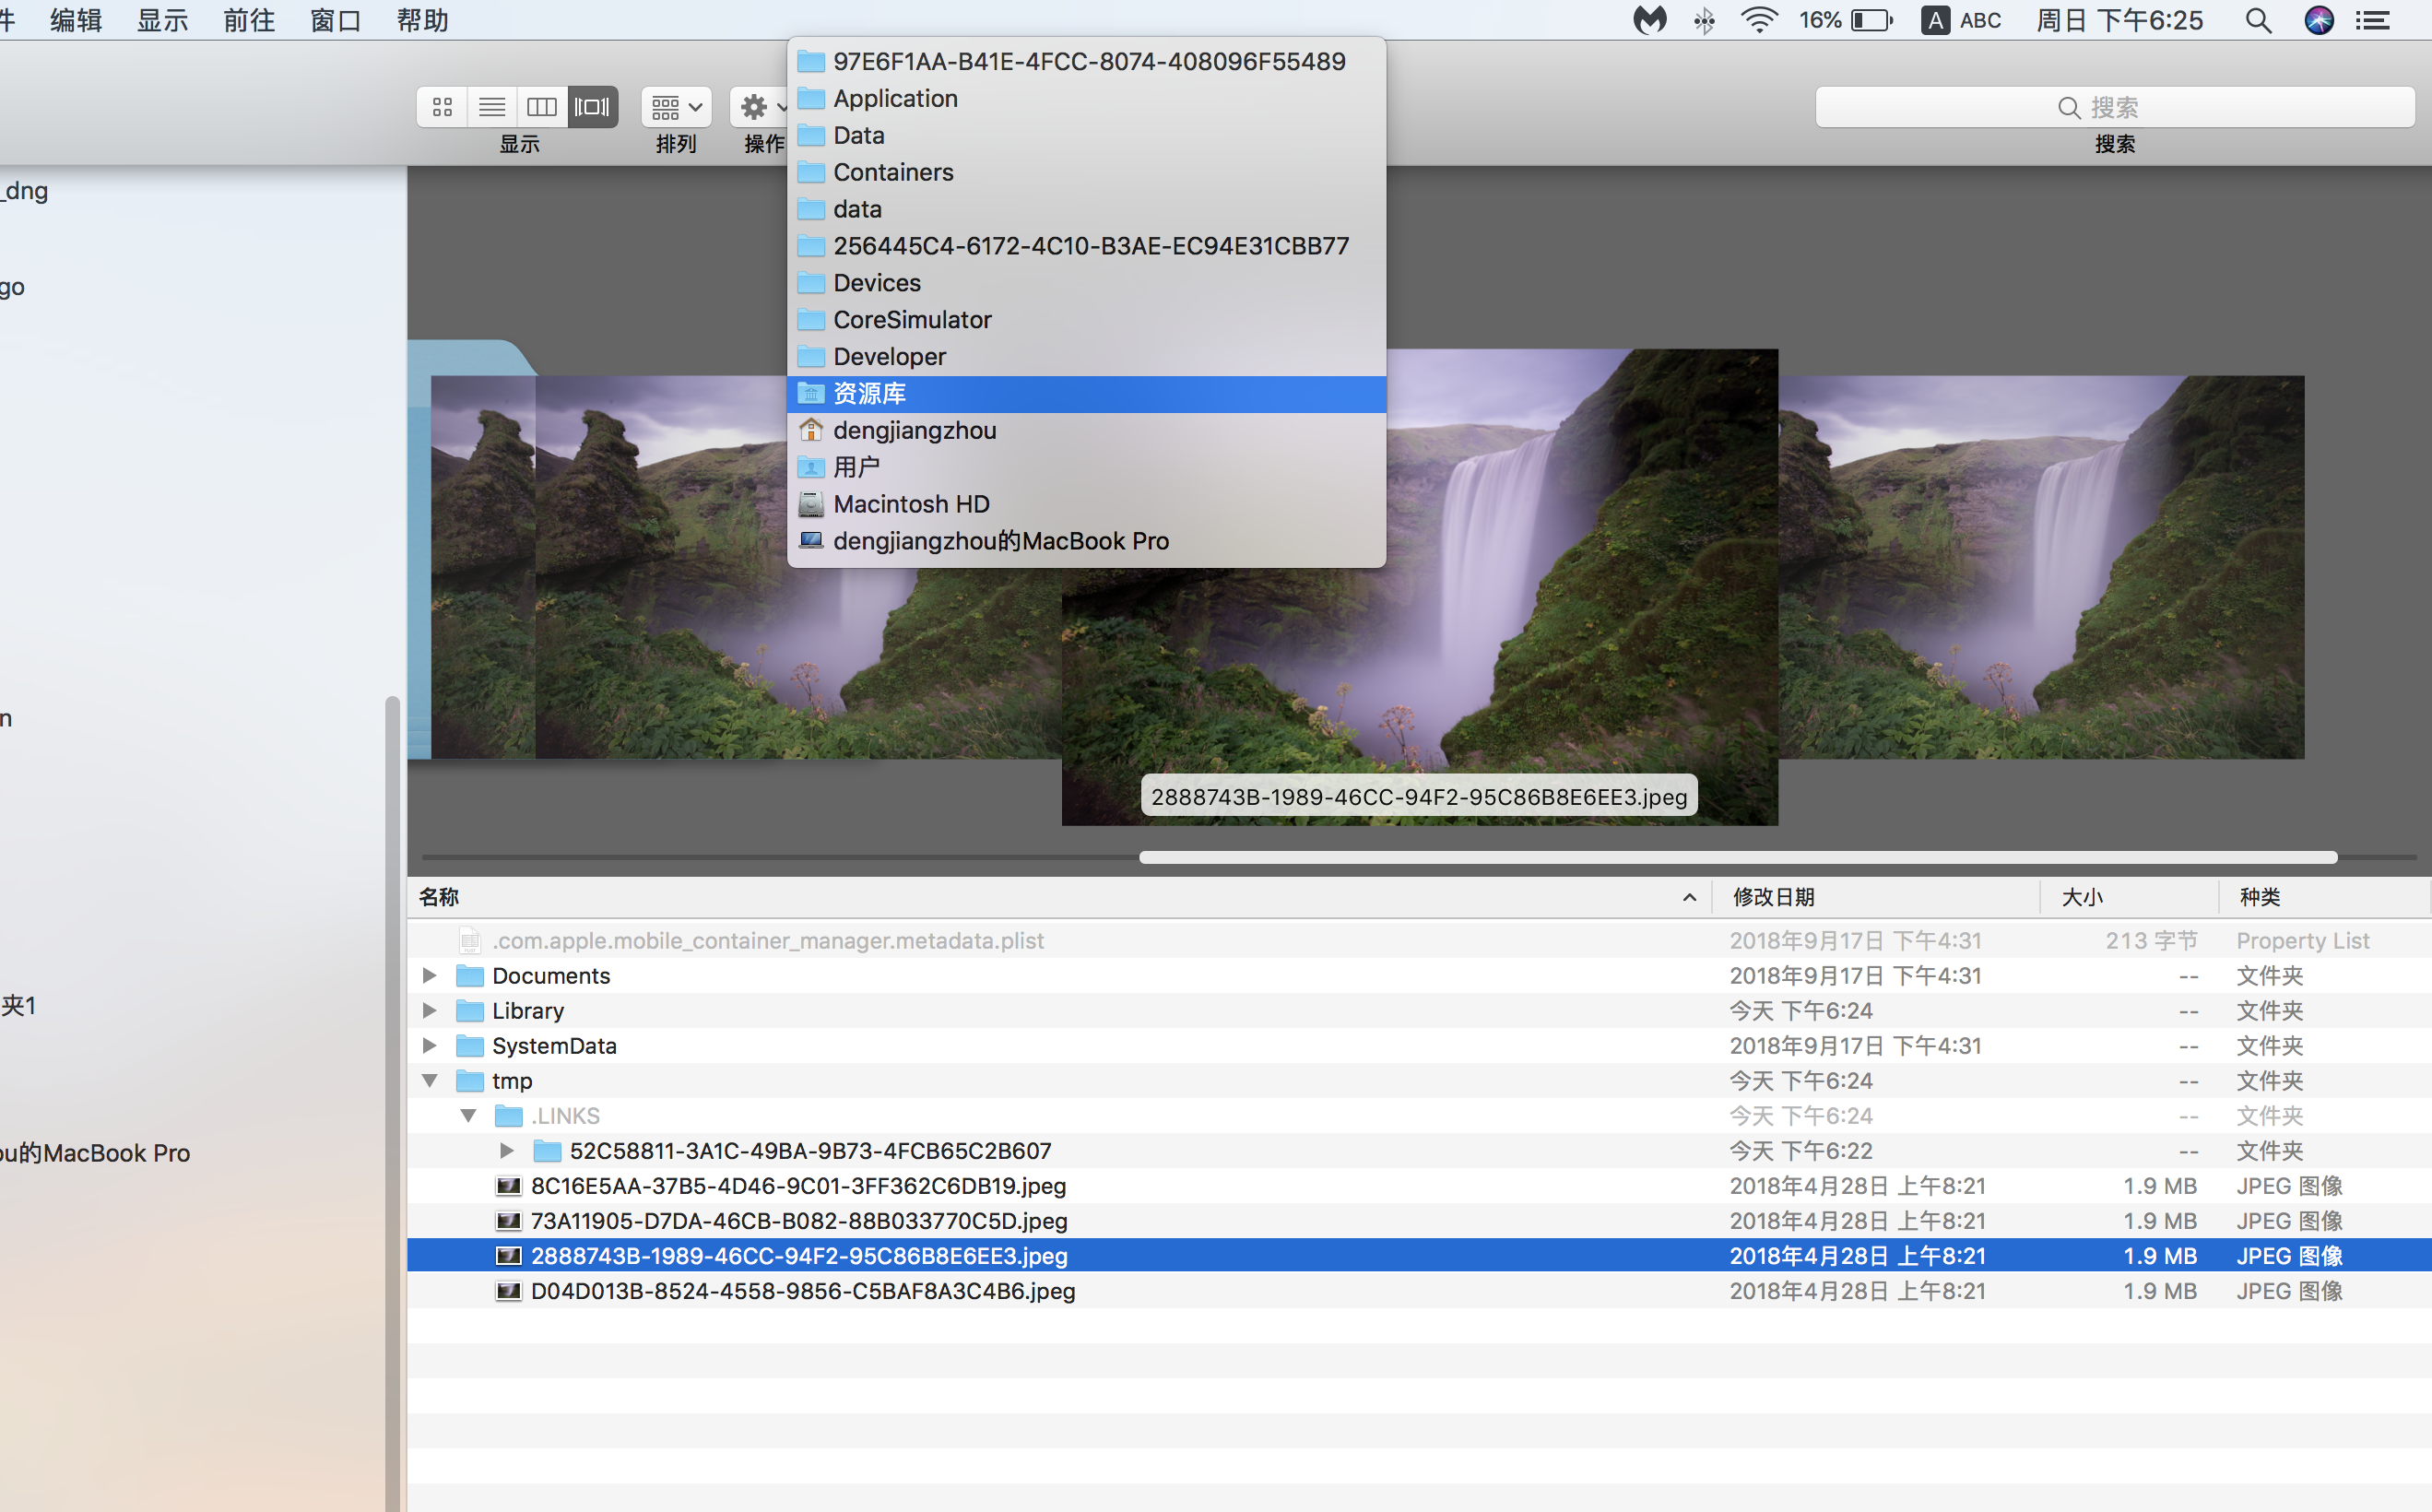 件 编辑 显示 前往 窗口 帮助 16% A ABC 周日 下午6:25
显示 排列 操作 搜索
搜索
97E6F1AA-B41E-4FCC-8074-408096F55489
Application
Data
Containers
data
256445C4-6172-4C10-B3AE-EC94E31CBB77
Devices
CoreSimulator
Developer
资源库
dengjiangzhou
用户
Macintosh HD
dengjiangzhou的MacBook Pro
_dng
go
n
夹1
ou的MacBook Pro
2888743B-1989-46CC-94F2-95C86B8E6EE3.jpeg
名称 修改日期 大小 种类
.com.apple.mobile_container_manager.metadata.plist 2018年9月17日 下午4:31 213 字节 Property List
Documents 2018年9月17日 下午4:31 -- 文件夹
Library 今天 下午6:24 -- 文件夹
SystemData 2018年9月17日 下午4:31 -- 文件夹
tmp 今天 下午6:24 -- 文件夹
.LINKS 今天 下午6:24 -- 文件夹
52C58811-3A1C-49BA-9B73-4FCB65C2B607 今天 下午6:22 -- 文件夹
8C16E5AA-37B5-4D46-9C01-3FF362C6DB19.jpeg 2018年4月28日 上午8:21 1.9 MB JPEG 图像
73A11905-D7DA-46CB-B082-88B033770C5D.jpeg 2018年4月28日 上午8:21 1.9 MB JPEG 图像
2888743B-1989-46CC-94F2-95C86B8E6EE3.jpeg 2018年4月28日 上午8:21 1.9 MB JPEG 图像
D04D013B-8524-4558-9856-C5BAF8A3C4B6.jpeg 2018年4月28日 上午8:21 1.9 MB JPEG 图像